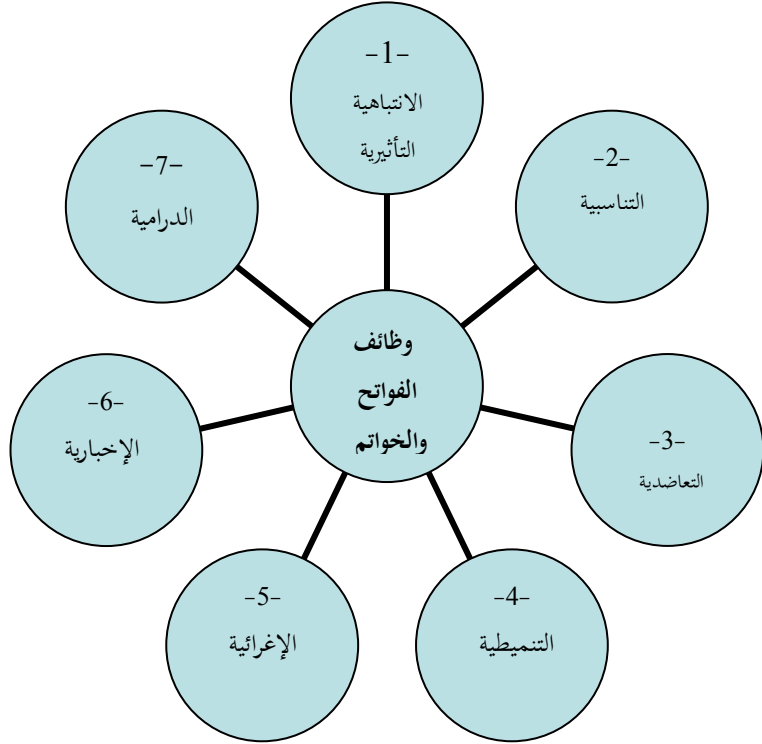 وظائف
الفواتح
والخواتم
-1-
الانتباهية
التأثيرية
-2-
التناسبية
-3-
التعاضدية
-4-
التنميطية
-5-
الإغرائية
-6-
الإخبارية
-7-
الدرامية